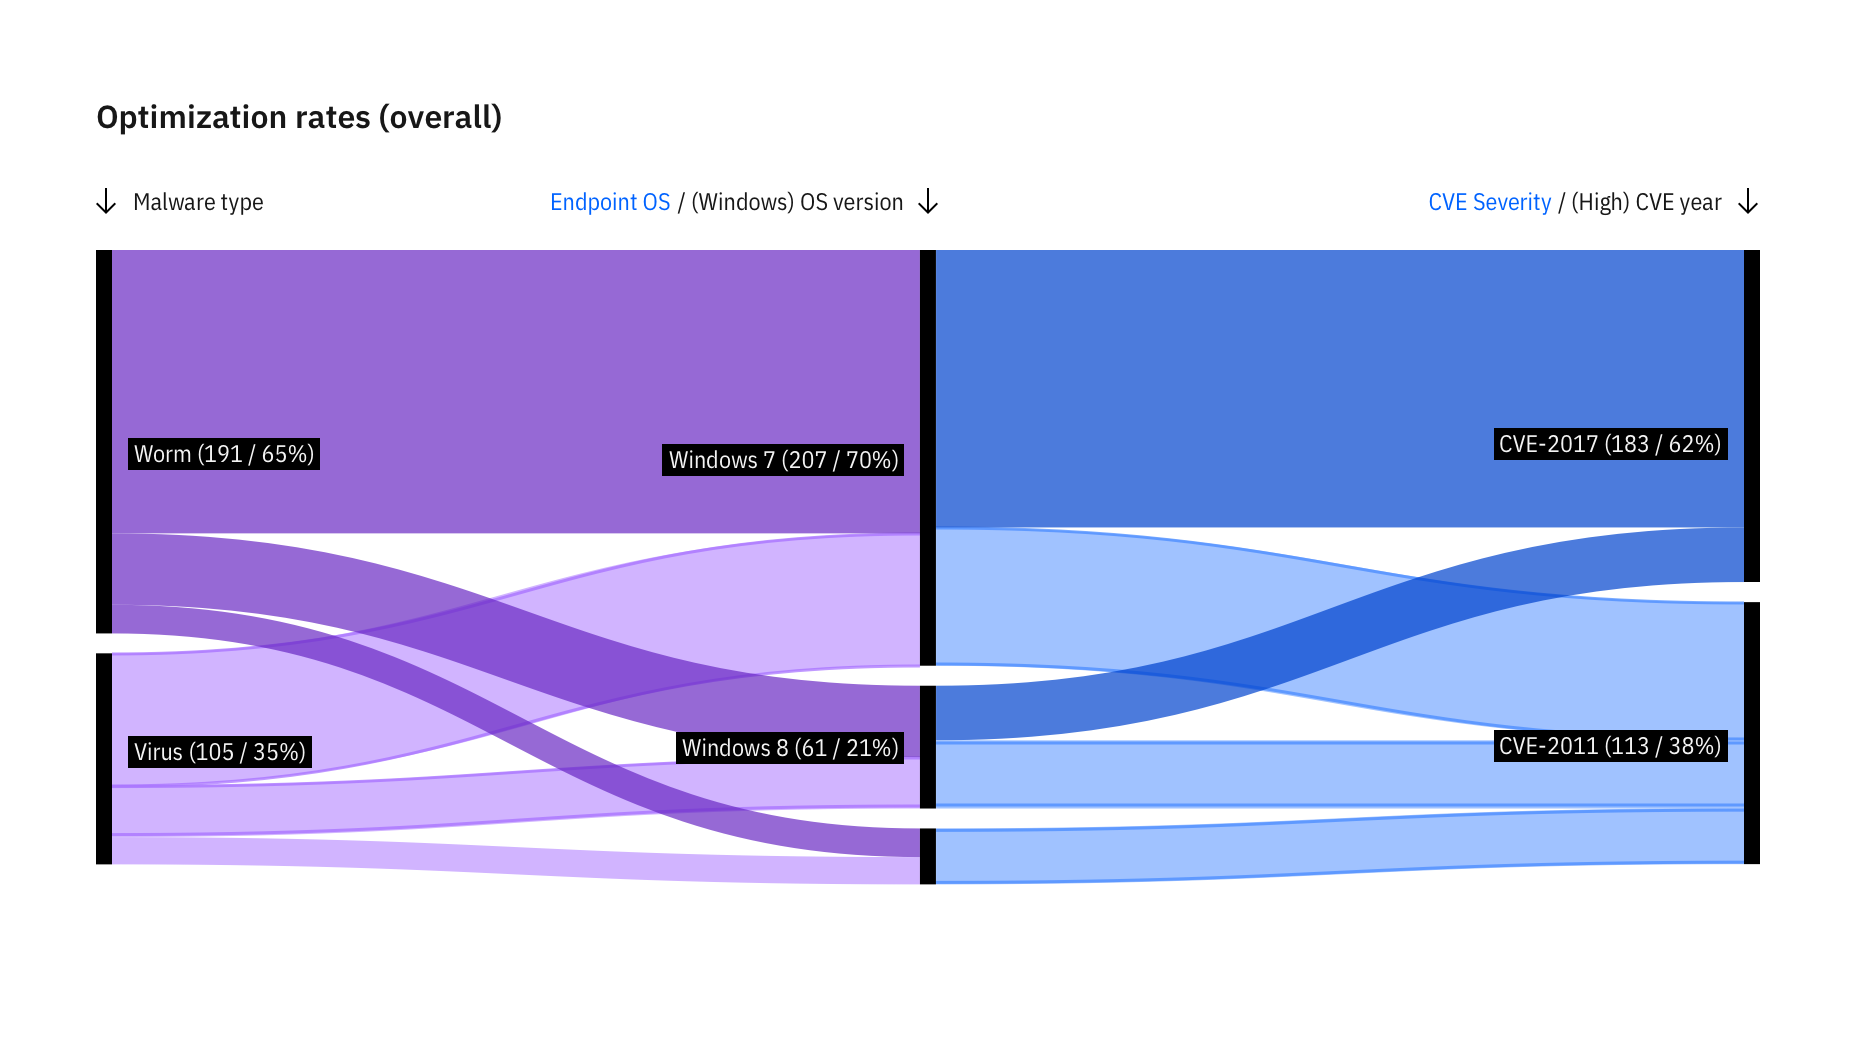 Optimization rates (overall)
Malware type
Endpoint OS / (Windows) OS version
CVE Severity / (High) CVE year
Worm (191 / 65%)
Windows 7 (207 / 70%)
CVE-2017 (183 / 62%)
Virus (105 / 35%)
Windows 8 (61 / 21%)
CVE-2011 (113 / 38%)